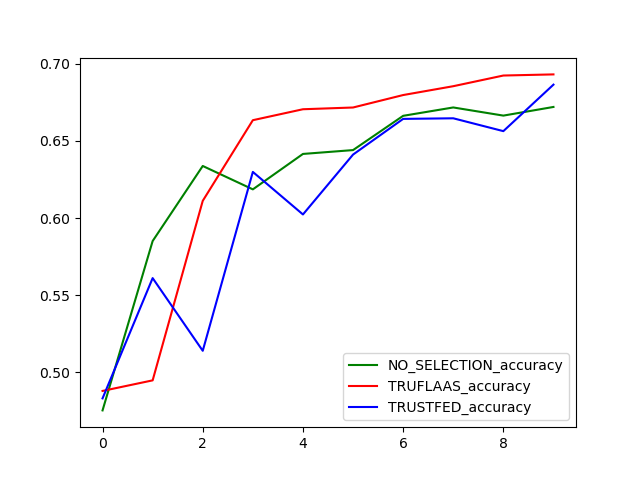 0.70
0.65
0.60
0.55
0.50
0 2 4 6 8
NO_SELECTION_accuracy
TRUFLAAS_accuracy
TRUSTFED_accuracy